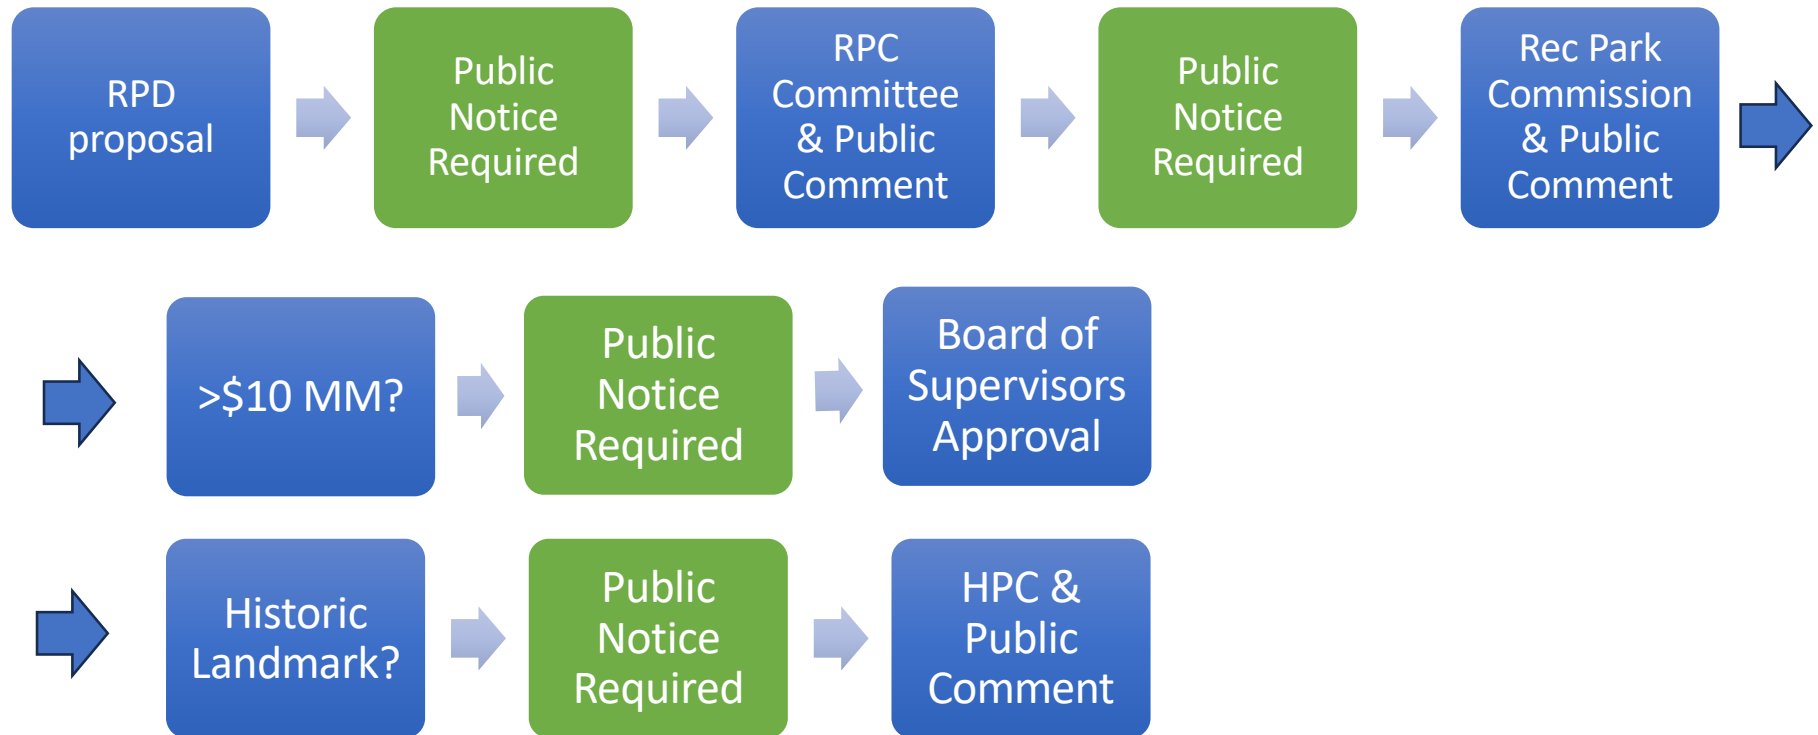 RPD
proposal
Public
Notice
Required
RPC
Committee
& Public
Comment
Public
Notice
Required
Rec Park
Commission
& Public
Comment
>$10 MM?
Public
Notice
Required
Board of
Supervisors
Approval
Historic
Landmark?
Public
Notice
Required
HPC &
Public
Comment